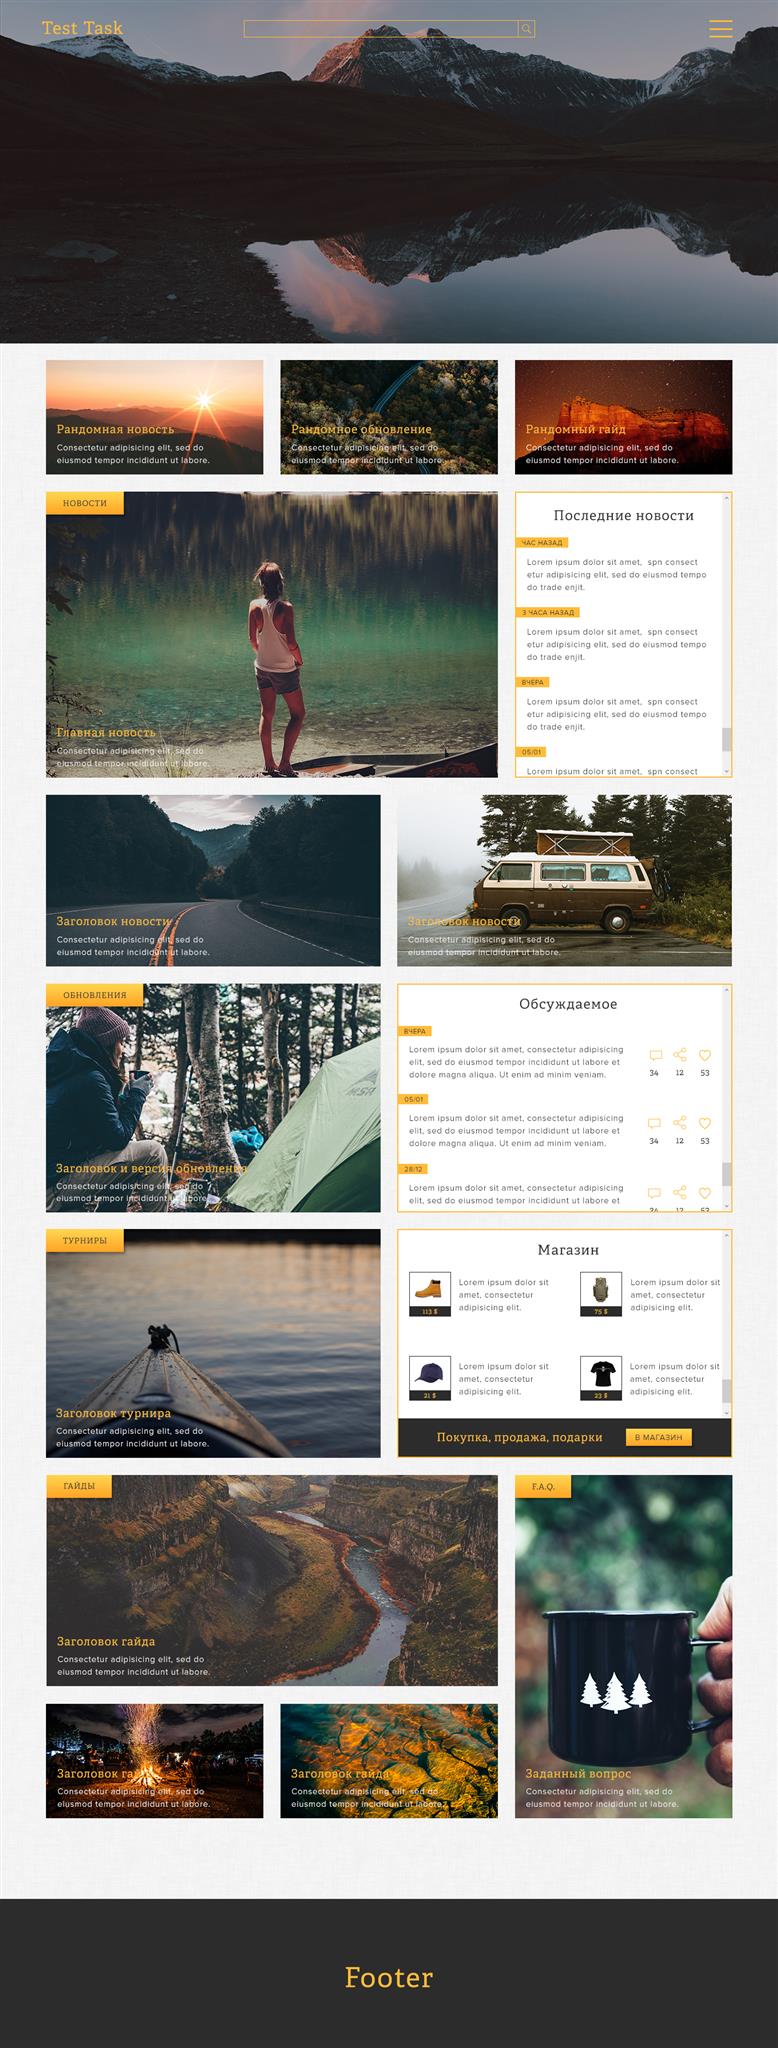 Test Task
Рандомная новость
Consectetur adipisicing elit, sed do
eiusmod tempor incididunt ut labore.
Рандомное обновление
Consectetur adipisicing elit, sed do
eiusmod tempor incididunt ut labore.
Рандомный гайд
Consectetur adipisicing elit, sed do
eiusmod tempor incididunt ut labore.
НОВОСТИ
Главная новость
Consectetur adipisicing elit, sed do
eiusmod tempor incididunt ut labore.
Последние новости
ЧАС НАЗАД
Lorem ipsum dolor sit amet, spn consect
etur adipisicing elit, sed do eiusmod tempo
do trade enjit.
3 ЧАСА НАЗАД
Lorem ipsum dolor sit amet, spn consect
etur adipisicing elit, sed do eiusmod tempo
do trade enjit.
ВЧЕРА
Lorem ipsum dolor sit amet, spn consect
etur adipisicing elit, sed do eiusmod tempo
do trade enjit.
05/01
Lorem ipsum dolor sit amet, spn consect
Заголовок новости
Consectetur adipisicing elit, sed do
eiusmod tempor incididunt ut labore.
Заголовок новости
Consectetur adipisicing elit, sed do
eiusmod tempor incididunt ut labore.
ОБНОВЛЕНИЯ
MSR
Заголовок и версия обновления
Consectetur adipisicing elit, sed do
eiusmod tempor incididunt ut labore.
Обсуждаемое
ВЧЕРА
Lorem ipsum dolor sit amet, consectetur adipisicing
elit, sed do eiusmod tempor incididunt ut labore et
dolore magna aliqua. Ut enim ad minim veniam.
34 12 53
05/01
Lorem ipsum dolor sit amet, consectetur adipisicing
elit, sed do eiusmod tempor incididunt ut labore et
dolore magna aliqua. Ut enim ad minim veniam.
34 12 53
28/12
Lorem ipsum dolor sit amet, consectetur adipisicing
elit, sed do eiusmod tempor incididunt ut labore et
34 12 53
ТУРНИРЫ
Заголовок турнира
Consectetur adipisicing elit, sed do
eiusmod tempor incididunt ut labore.
Магазин
113 $
Lorem ipsum dolor sit
amet, consectetur
adipisicing elit.
75 $
Lorem ipsum dolor sit
amet, consectetur
adipisicing elit.
21 $
Lorem ipsum dolor sit
amet, consectetur
adipisicing elit.
23 $
Lorem ipsum dolor sit
amet, consectetur
adipisicing elit.
Покупка, продажа, подарки
В МАГАЗИН
ГАЙДЫ
Заголовок гайда
Consectetur adipisicing elit, sed do
eiusmod tempor incididunt ut labore.
F.A.Q.
Заданный вопрос
Consectetur adipisicing elit, sed do
eiusmod tempor incididunt ut labore.
Заголовок гайда
Consectetur adipisicing elit, sed do
eiusmod tempor incididunt ut labore.
Заголовок гайда
Consectetur adipisicing elit, sed do
eiusmod tempor incididunt ut labore.
Footer